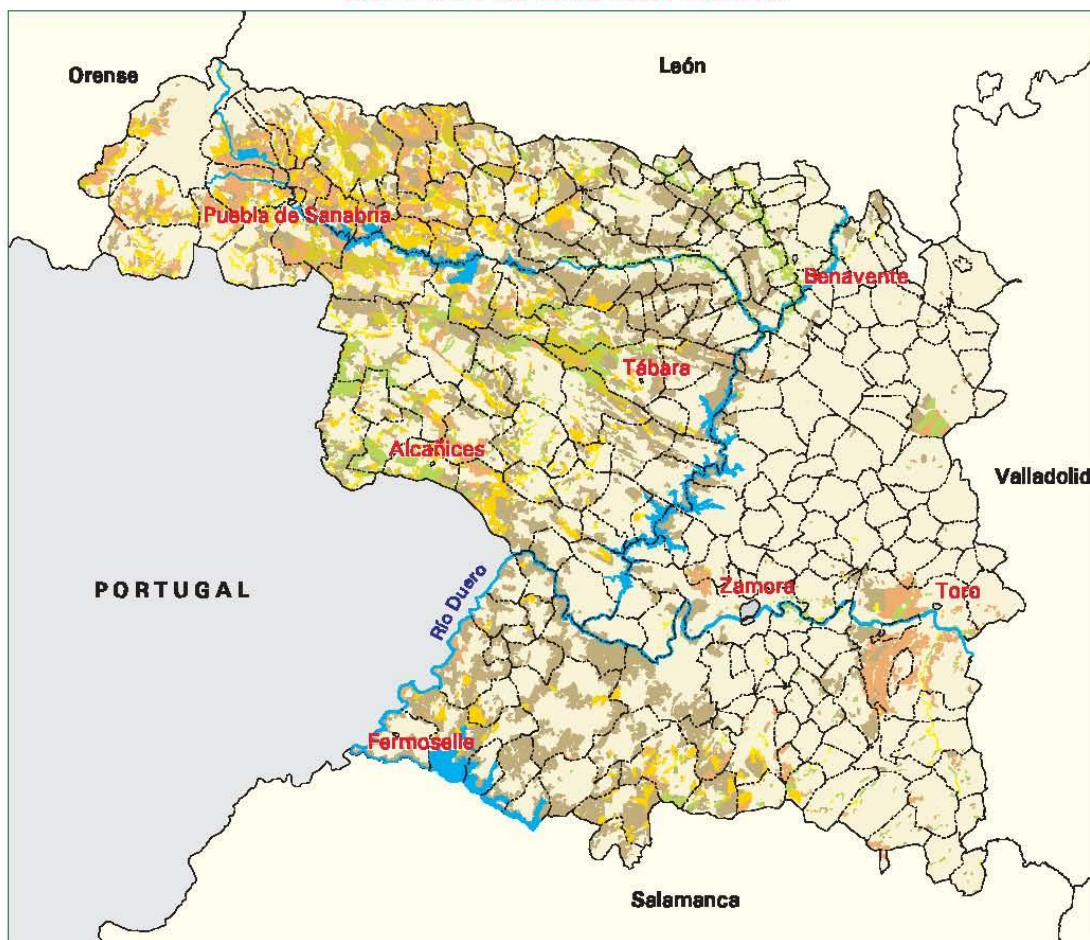 León
Orense
Puebla de Sanabria
Benavente
Tábara
Alcañices
Valladolid
PORTUGAL
Río Duero
Zamora
Toro
Fermoselle
Salamanca